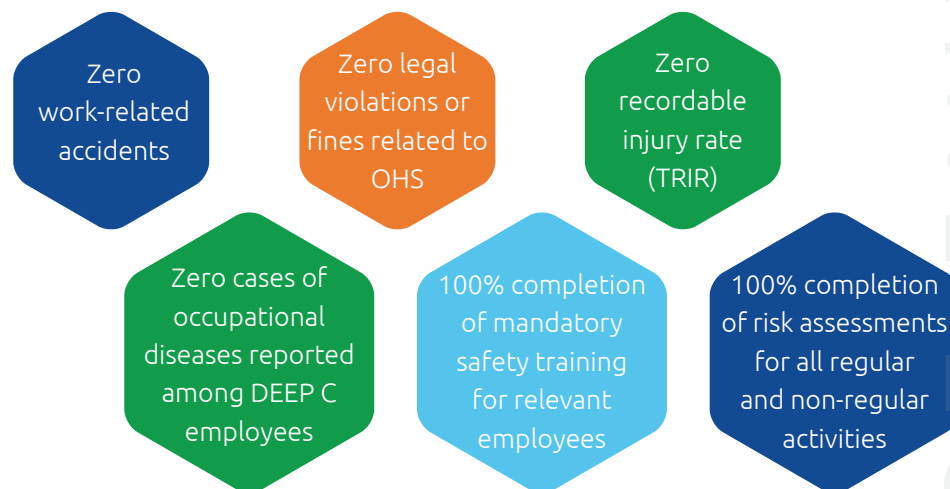 Zero
work-related
accidents
Zero legal
violations or
fines related to
OHS
Zero
recordable
injury rate
(TRIR)
Zero cases of
occupational
diseases reported
among DEEP C
employees
100% completion
of mandatory
safety training
for relevant
employees
100% completion
of risk assessments
for all regular
and non-regular
activities